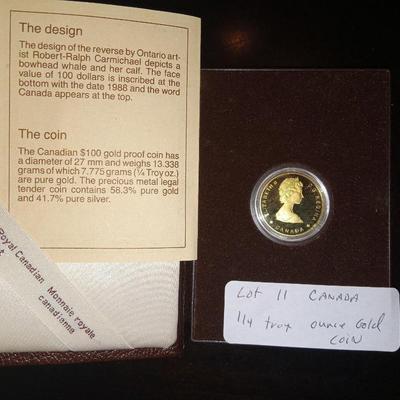 The design
The design of the reverse by Ontario art-
ist Robert-Ralph Carmichael depicts a
bowhead whale and her calf. The face
value of 100 dollars is inscribed at the
bottom with the date 1988 and the word
Canada appears at the top.
The coin
The Canadian $100 gold proof coin has
a diameter of 27 mm and weighs 13.338
grams of which 7.775 grams (¼ Troy oz.)
are pure gold. The precious metal legal
tender coin contains 58.3% pure gold
and 41.7% pure silver.
Royal Canadian
Monnaie royale
canadienne
ELIZABETH II D·G·REGINA
CANADA
Lot 11 CANADA
1/4 troy ounce Gold
COIN